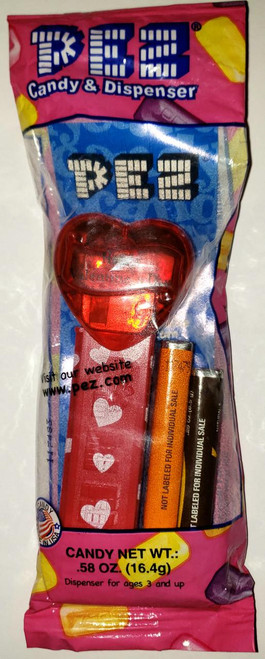 PEZ®
Candy & Dispenser
PEZ
visit our website
www.pez.com
NOT LABELED FOR INDIVIDUAL SALE
T LABELED FOR INDIVIDUAL SALE
CANDY NET WT.:
.58 OZ. (16.4g)
Dispenser for ages 3 and up